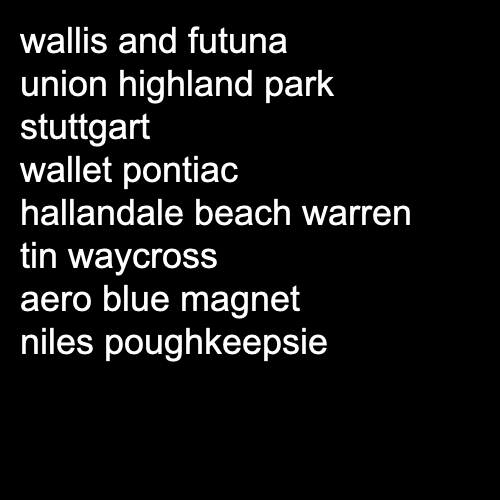 wallis and futuna
union highland park
stuttgart
wallet pontiac
hallandale beach warren
tin waycross
aero blue magnet
niles poughkeepsie